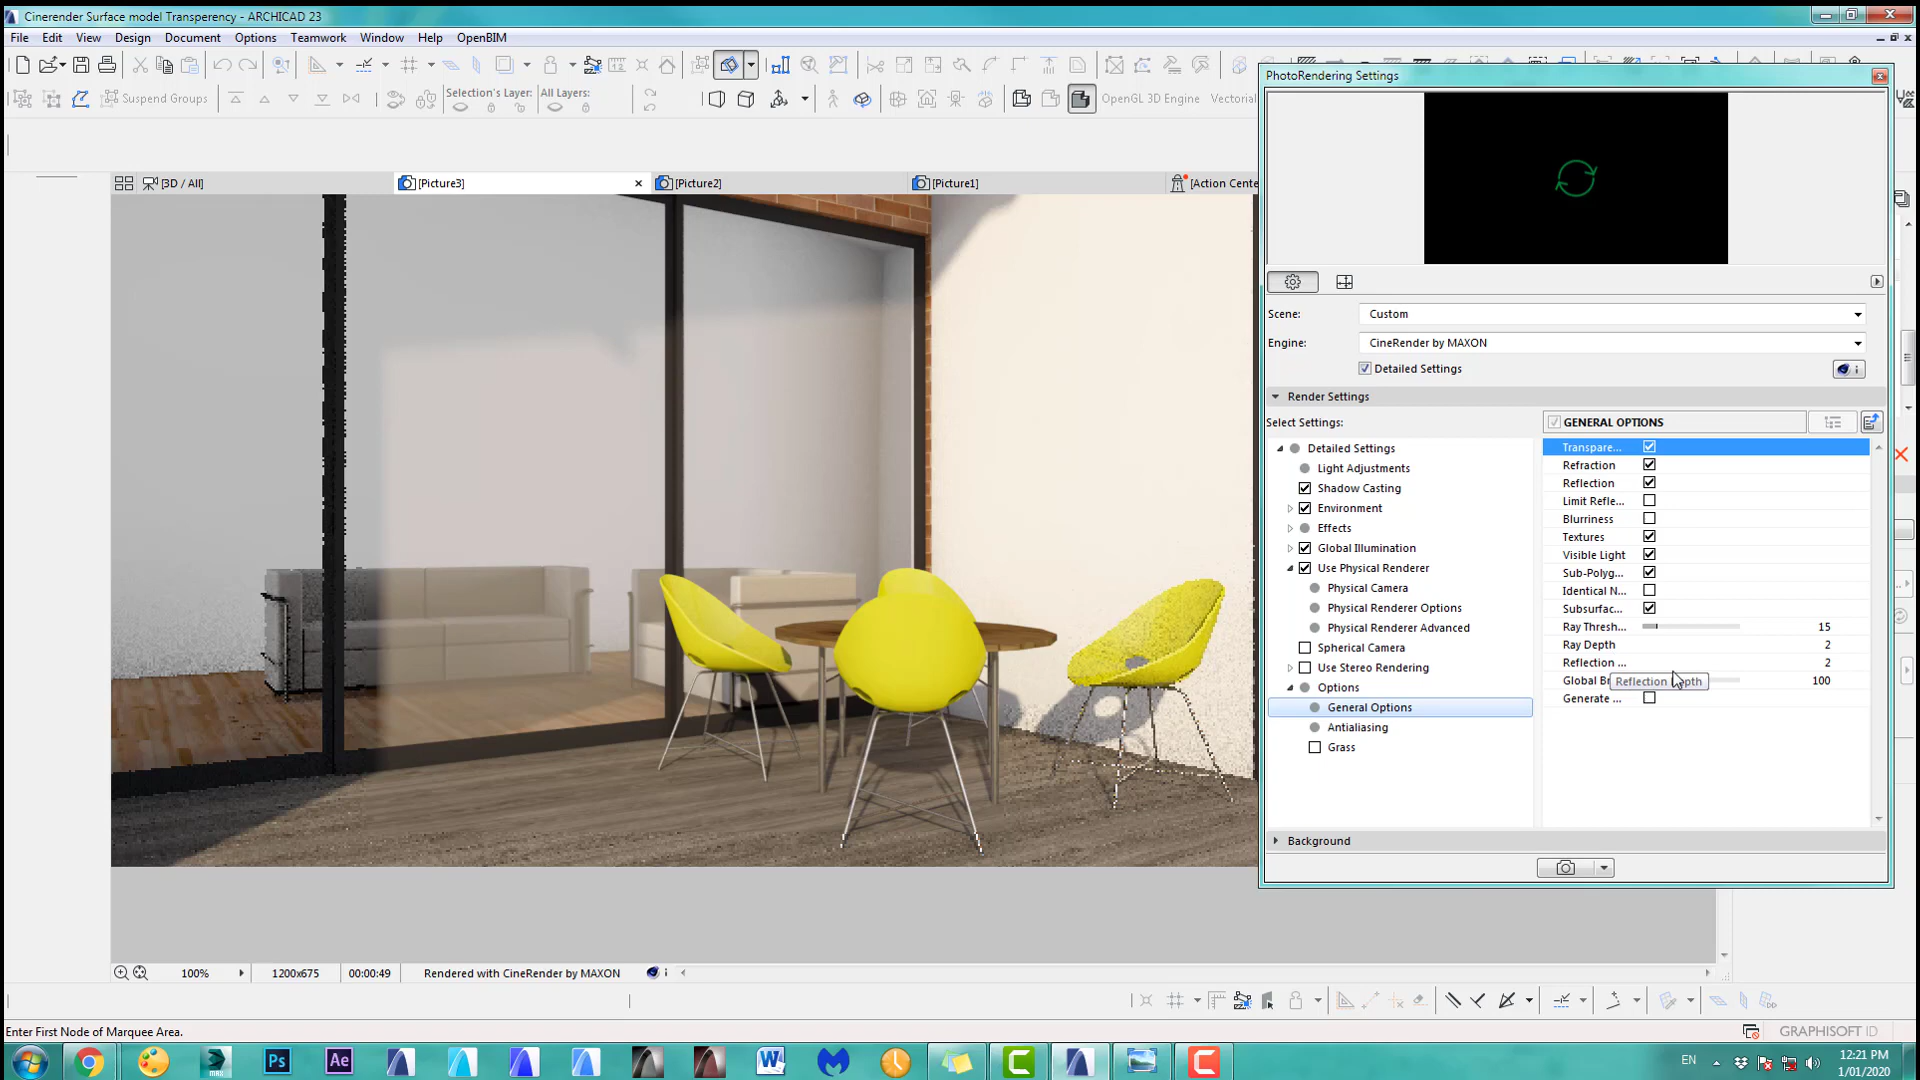 Cinerender Surface model Transperency - ARCHICAD 23
File Edit View Design Document Options Teamwork Window Help OpenBIM
Suspend Groups
Selection's Layer:
All Layers:
OpenGL 3D Engine
Vectorial
[3D / All]
[Picture3]
[Picture2]
[Picture1]
[Action Cente
PhotoRendering Settings
Scene:
Custom
Engine:
CineRender by MAXON
Detailed Settings
Render Settings
Select Settings:
Detailed Settings
Light Adjustments
Shadow Casting
Environment
Effects
Global Illumination
Use Physical Renderer
Physical Camera
Physical Renderer Options
Physical Renderer Advanced
Spherical Camera
Use Stereo Rendering
Options
General Options
Antialiasing
Grass
GENERAL OPTIONS
Transpare...
Refraction
Reflection
Limit Refle...
Blurriness
Textures
Visible Light
Sub-Polyg...
Identical N...
Subsurfac...
Ray Thresh... 15
Ray Depth 2
Reflection ... 2
Global Br 100
Reflection Depth
Generate ...
Background
100%
1200x675
00:00:49
Rendered with CineRender by MAXON
i
Enter First Node of Marquee Area.
GRAPHISOFT ID
MAX
Ps
Ae
W
C
C
EN
12:21 PM
1/01/2020